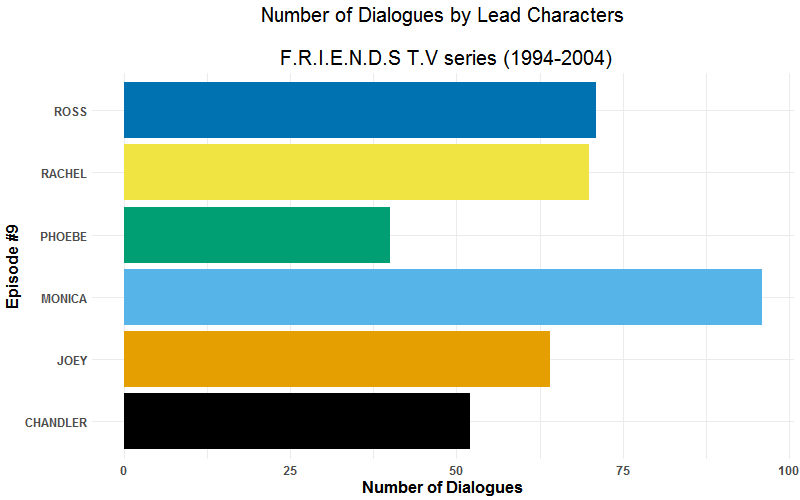 Number of Dialogues by Lead Characters
F.R.I.E.N.D.S T.V series (1994-2004)
Episode #9
ROSS
RACHEL
PHOEBE
MONICA
JOEY
CHANDLER
0 25 50 75 100
Number of Dialogues